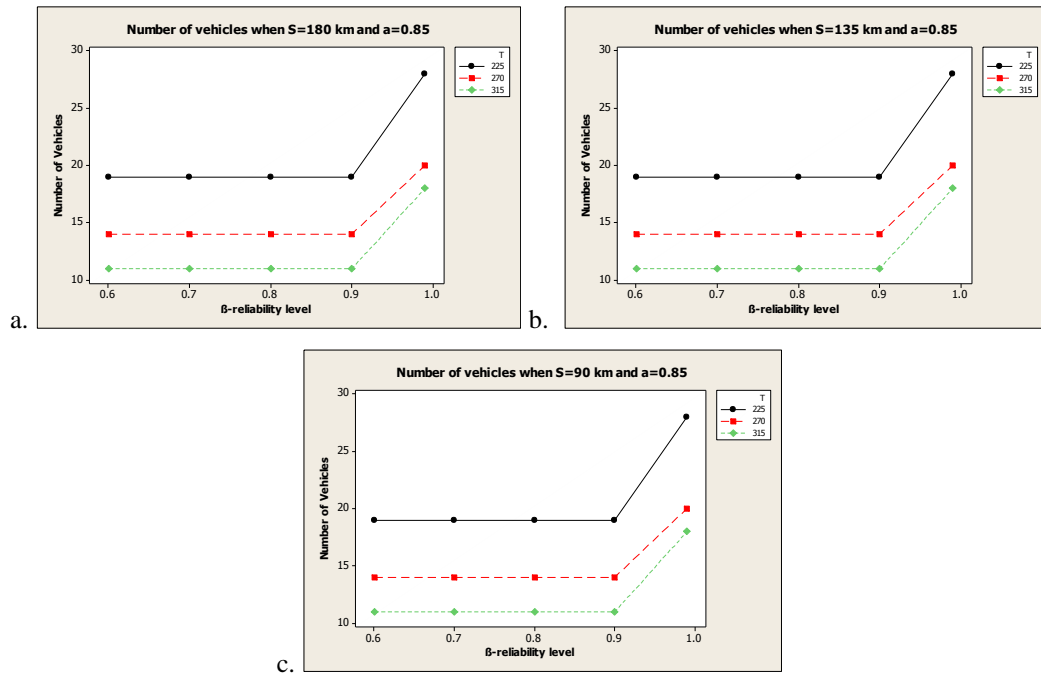 Number of vehicles when S=180 km and a=0.85
T
225
270
315
30
25
20
15
10
Number of Vehicles
0.6 0.7 0.8 0.9 1.0
ß-reliability level
a.
Number of vehicles when S=135 km and a=0.85
T
225
270
315
30
25
20
15
10
Number of Vehicles
0.6 0.7 0.8 0.9 1.0
ß-reliability level
b.
Number of vehicles when S=90 km and a=0.85
T
225
270
315
30
25
20
15
10
Number of Vehicles
0.6 0.7 0.8 0.9 1.0
ß-reliability level
c.